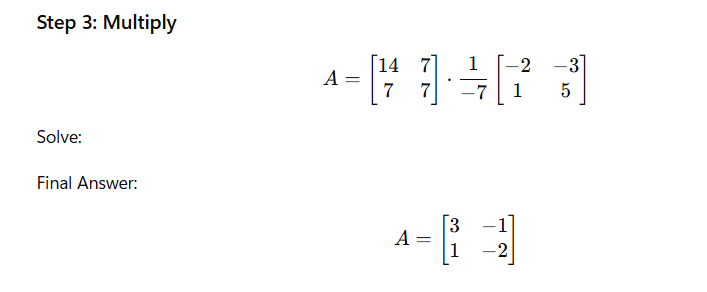 Step 3: Multiply
A = [14 7; 7 7] · 1/−7 [−2 −3; 1 5]
Solve:
Final Answer:
A = [3 −1; 1 −2]